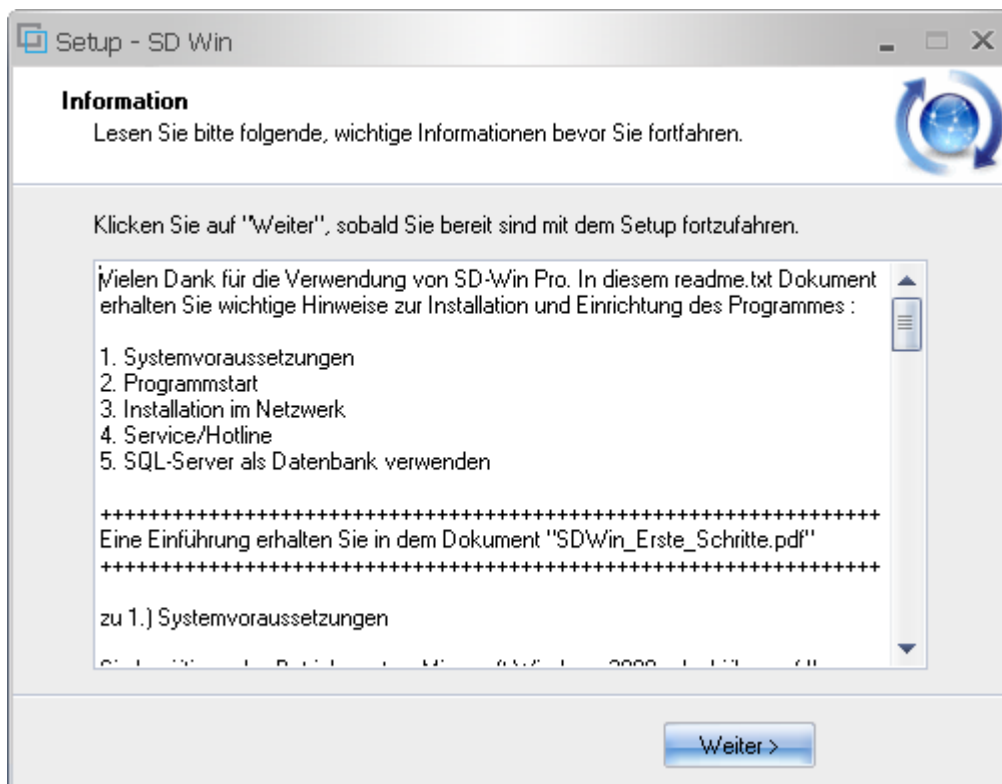 Setup - SD Win
Information
Lesen Sie bitte folgende, wichtige Informationen bevor Sie fortfahren.
Klicken Sie auf "Weiter", sobald Sie bereit sind mit dem Setup fortzufahren.
Vielen Dank für die Verwendung von SD-Win Pro. In diesem readme.txt Dokument
erhalten Sie wichtige Hinweise zur Installation und Einrichtung des Programmes :
1. Systemvoraussetzungen
2. Programmstart
3. Installation im Netzwerk
4. Service/Hotline
5. SQL-Server als Datenbank verwenden
+++++++++++++++++++++++++++++++++++++++++++++++++++++++++++++++++
Eine Einführung erhalten Sie in dem Dokument "SDWin_Erste_Schritte.pdf"
+++++++++++++++++++++++++++++++++++++++++++++++++++++++++++++++++
zu 1.) Systemvoraussetzungen
Weiter >